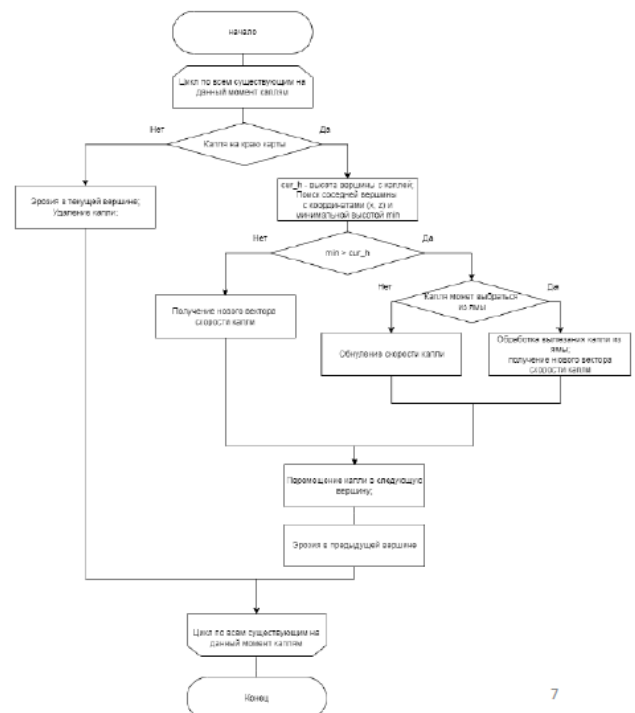 начало
Цикл по всем существующим на
данный момент каплям
Нет
Да
Капля на краю карты
Эрозия в текущей вершине;
Удаление капли;
cur_h - высота вершины с каплей;
Поиск соседней вершины
с координатами (x, z) и
минимальной высотой min
Нет
Да
min > cur_h
Получение нового вектора
скорости капли
Нет
Да
Капля может выбраться
из ямы
Обнуление скорости капли
Обработка вылезания капли из
ямы;
получение нового вектора
скорости капли
Перемещение капли в следующую
вершину;
Эрозия в предыдущей вершине
Цикл по всем существующим на
данный момент каплям
Конец
7